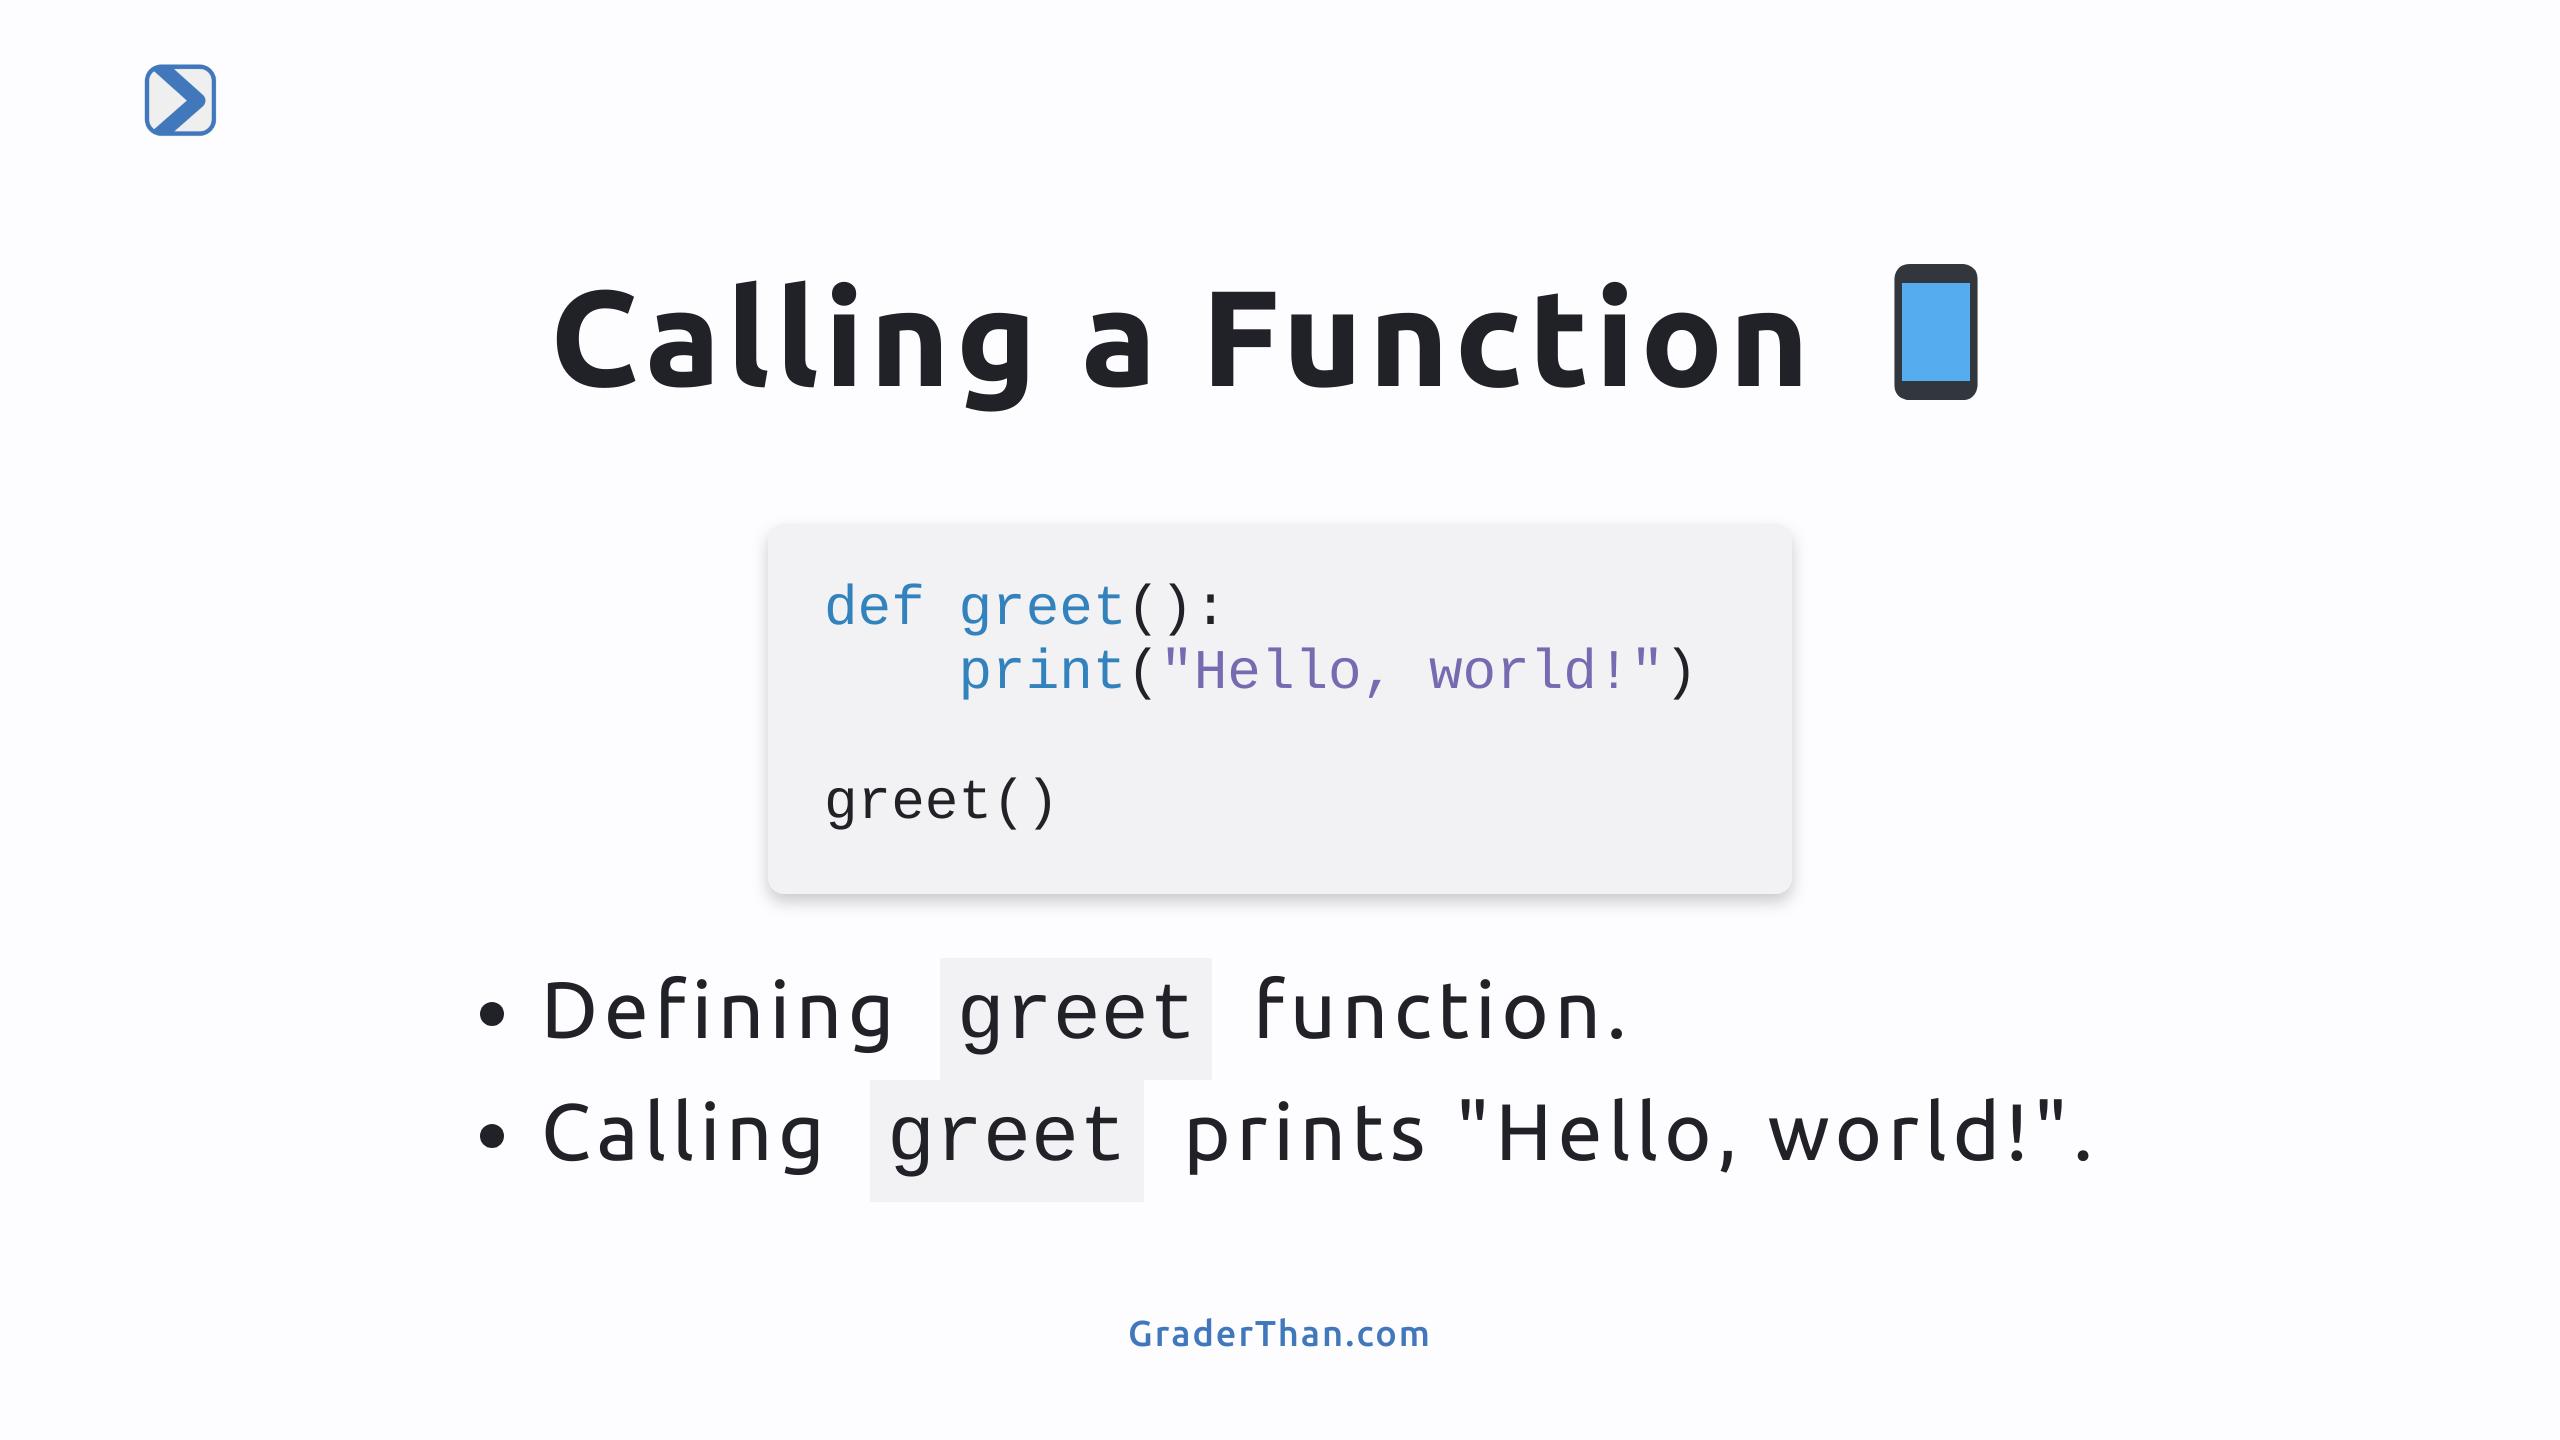 Calling a Function
def greet():
    print("Hello, world!")
greet()
• Defining greet function.
• Calling greet prints "Hello, world!".
GraderThan.com